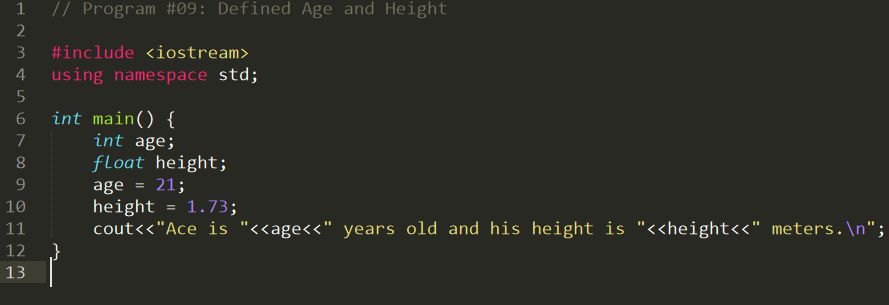 1 // Program #09: Defined Age and Height
2
3 #include <iostream>
4 using namespace std;
5
6 int main() {
7     int age;
8     float height;
9     age = 21;
10     height = 1.73;
11     cout<<"Ace is "<<age<<" years old and his height is "<<height<<" meters.\n";
12 }
13